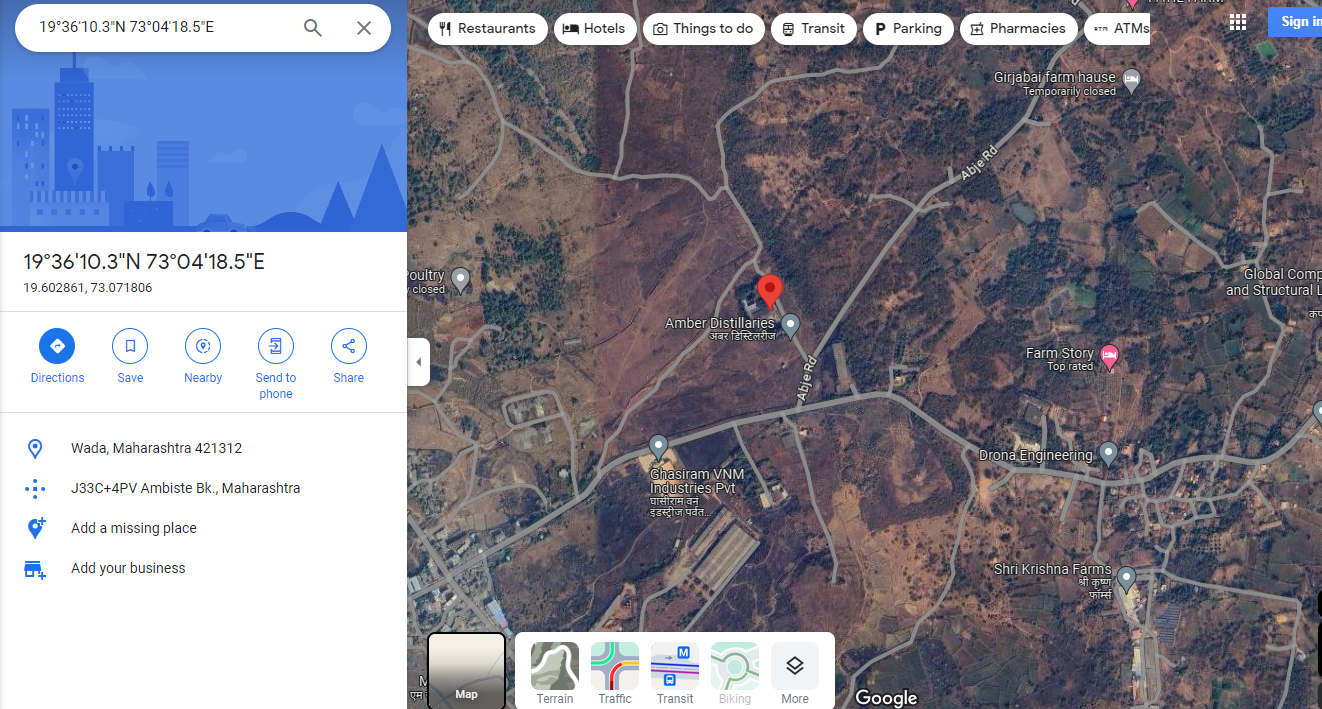 19°36'10.3"N 73°04'18.5"E
Restaurants
Hotels
Things to do
Transit
Parking
Pharmacies
ATMs
Sign in
19°36'10.3"N 73°04'18.5"E
19.602861, 73.071806
Directions
Save
Nearby
Send to
phone
Share
Wada, Maharashtra 421312
J33C+4PV Ambiste Bk., Maharashtra
Add a missing place
Add your business
Girjabai farm hause
Temporarily closed
Abje Rd
oultry
closed
Global Comp
and Structural L
Amber Distillaries
अंबर डिस्टिलरीज
Farm Story
Top rated
Abje Rd
Drona Engineering
Ghasiram VNM
Industries Pvt
घासीराम वन
इंडस्ट्रीज पर्वत...
Shri Krishna Farms
श्री कृष्ण
फॉर्म्स
Map
Terrain
Traffic
Transit
Biking
More
Google